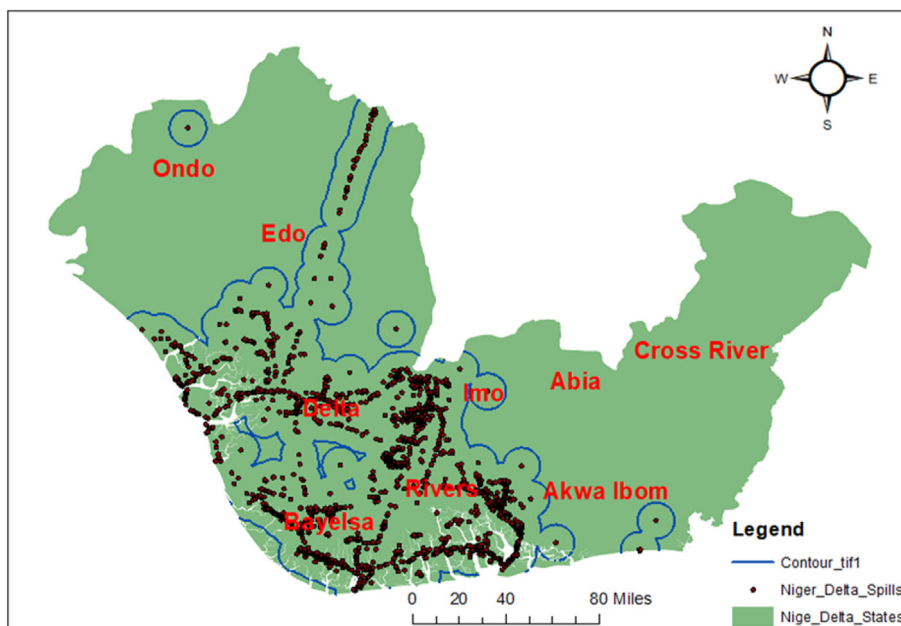 N
W E
S
Ondo
Edo
Cross River
Imo
Abia
Delta
Rivers
Akwa Ibom
Bayelsa
Legend
Contour_tif1
Niger_Delta_Spills
Nige_Delta_States
0 20 40 80 Miles